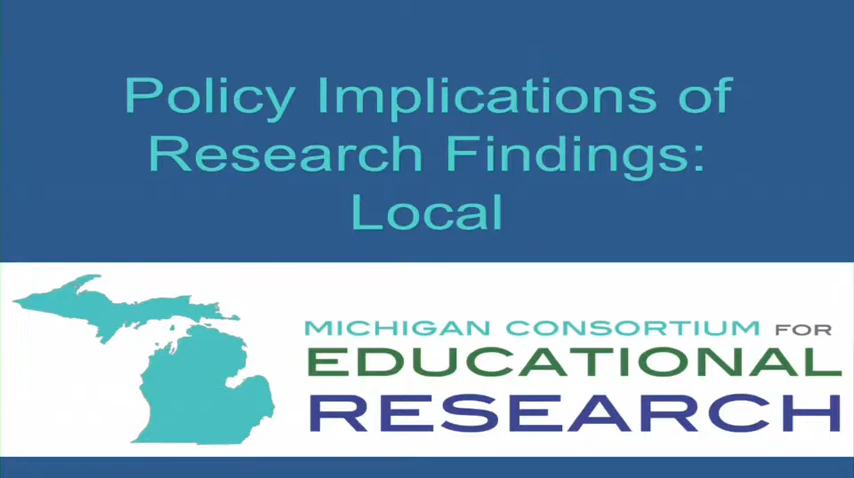 Policy Implications of
Research Findings:
Local
MICHIGAN CONSORTIUM FOR
EDUCATIONAL
RESEARCH